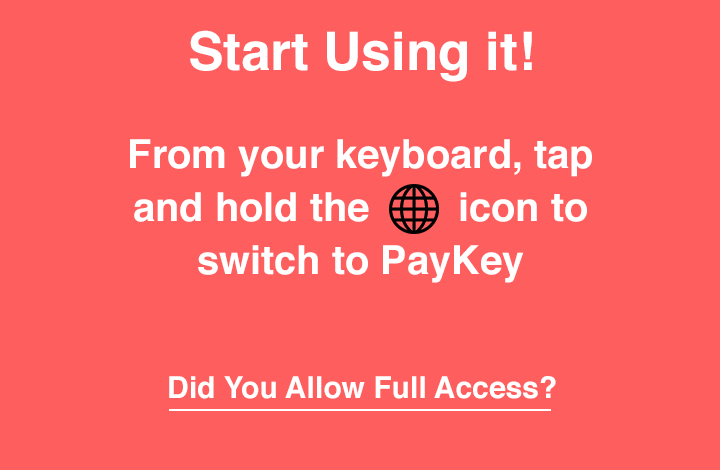 Start Using it!
From your keyboard, tap
and hold the icon to
switch to PayKey
Did You Allow Full Access?